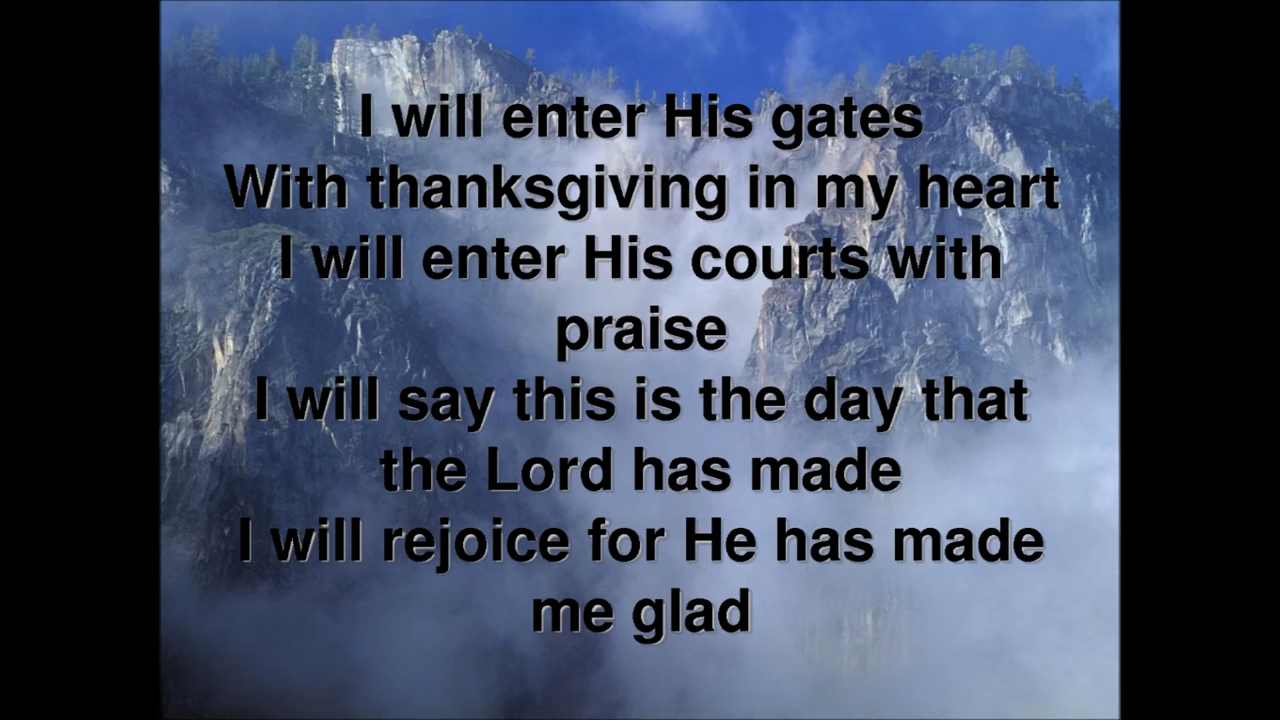 I will enter His gates
With thanksgiving in my heart
I will enter His courts with
praise
I will say this is the day that
the Lord has made
I will rejoice for He has made
me glad